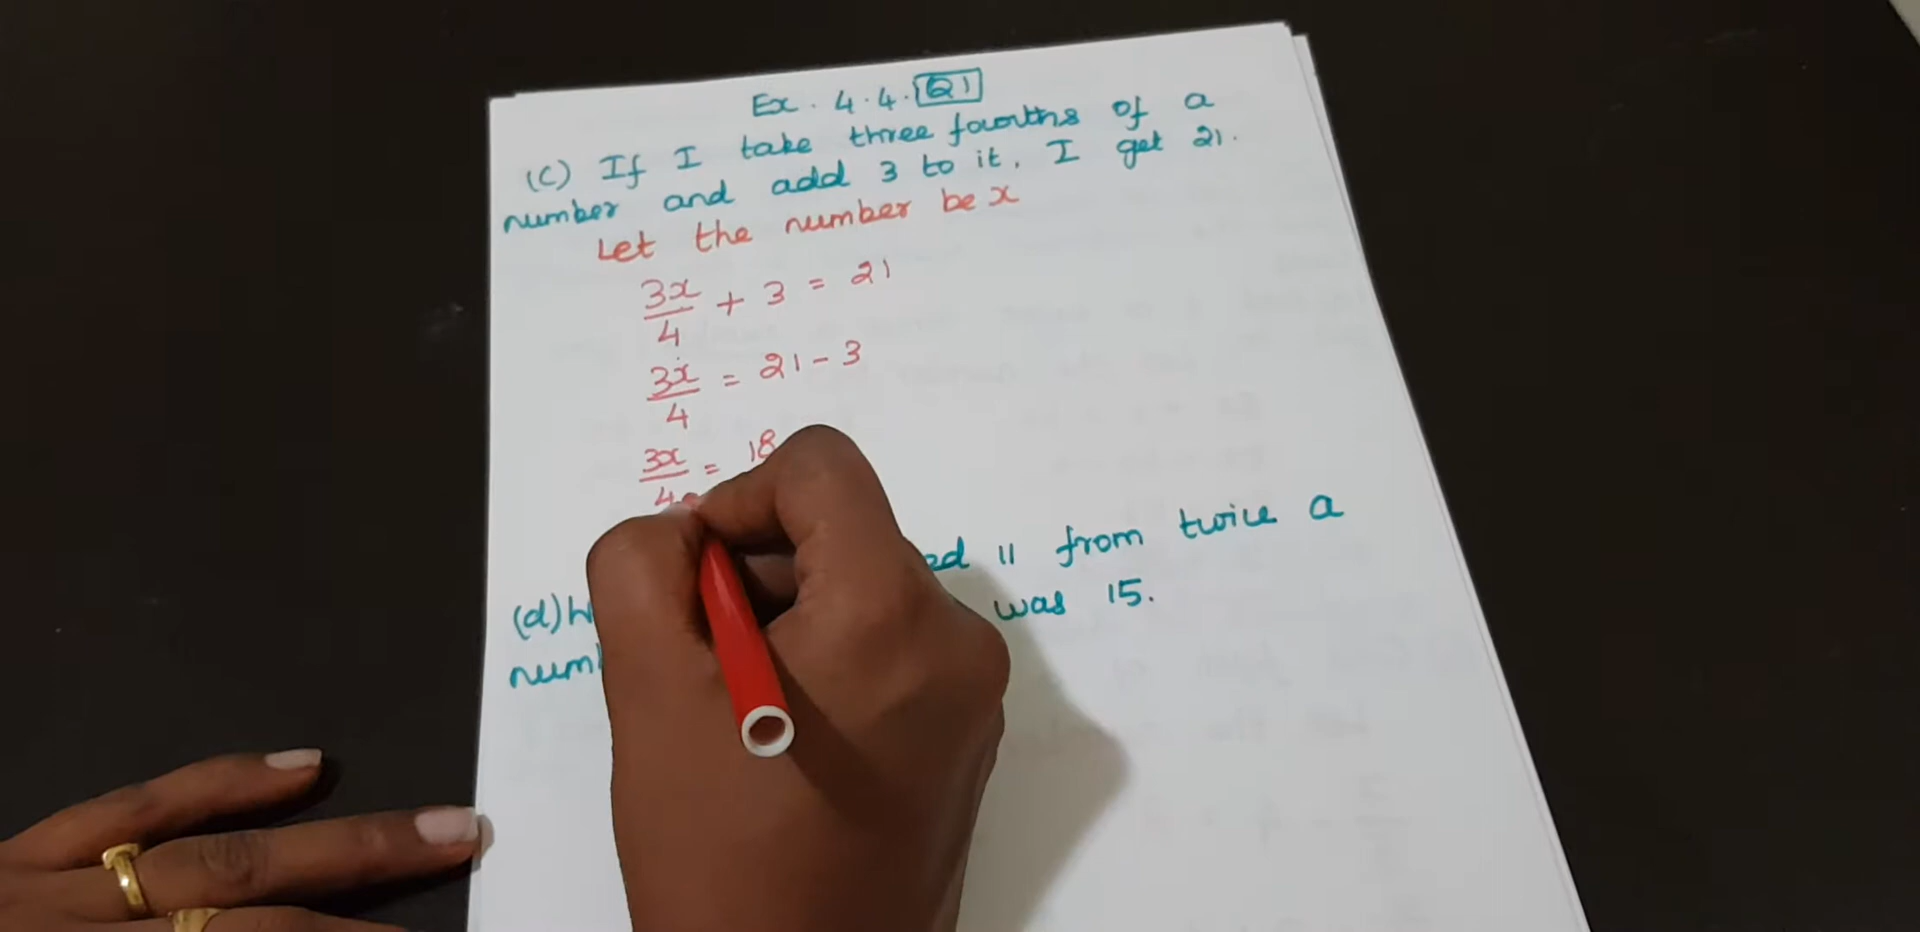 Ex. 4.4. Q1
(C) If I take three fourths of a
number and add 3 to it, I get 21.
Let the number be x
3x/4 + 3 = 21
3x/4 = 21 - 3
3x/4 = 18
(d) 11 from twice a
was 15.